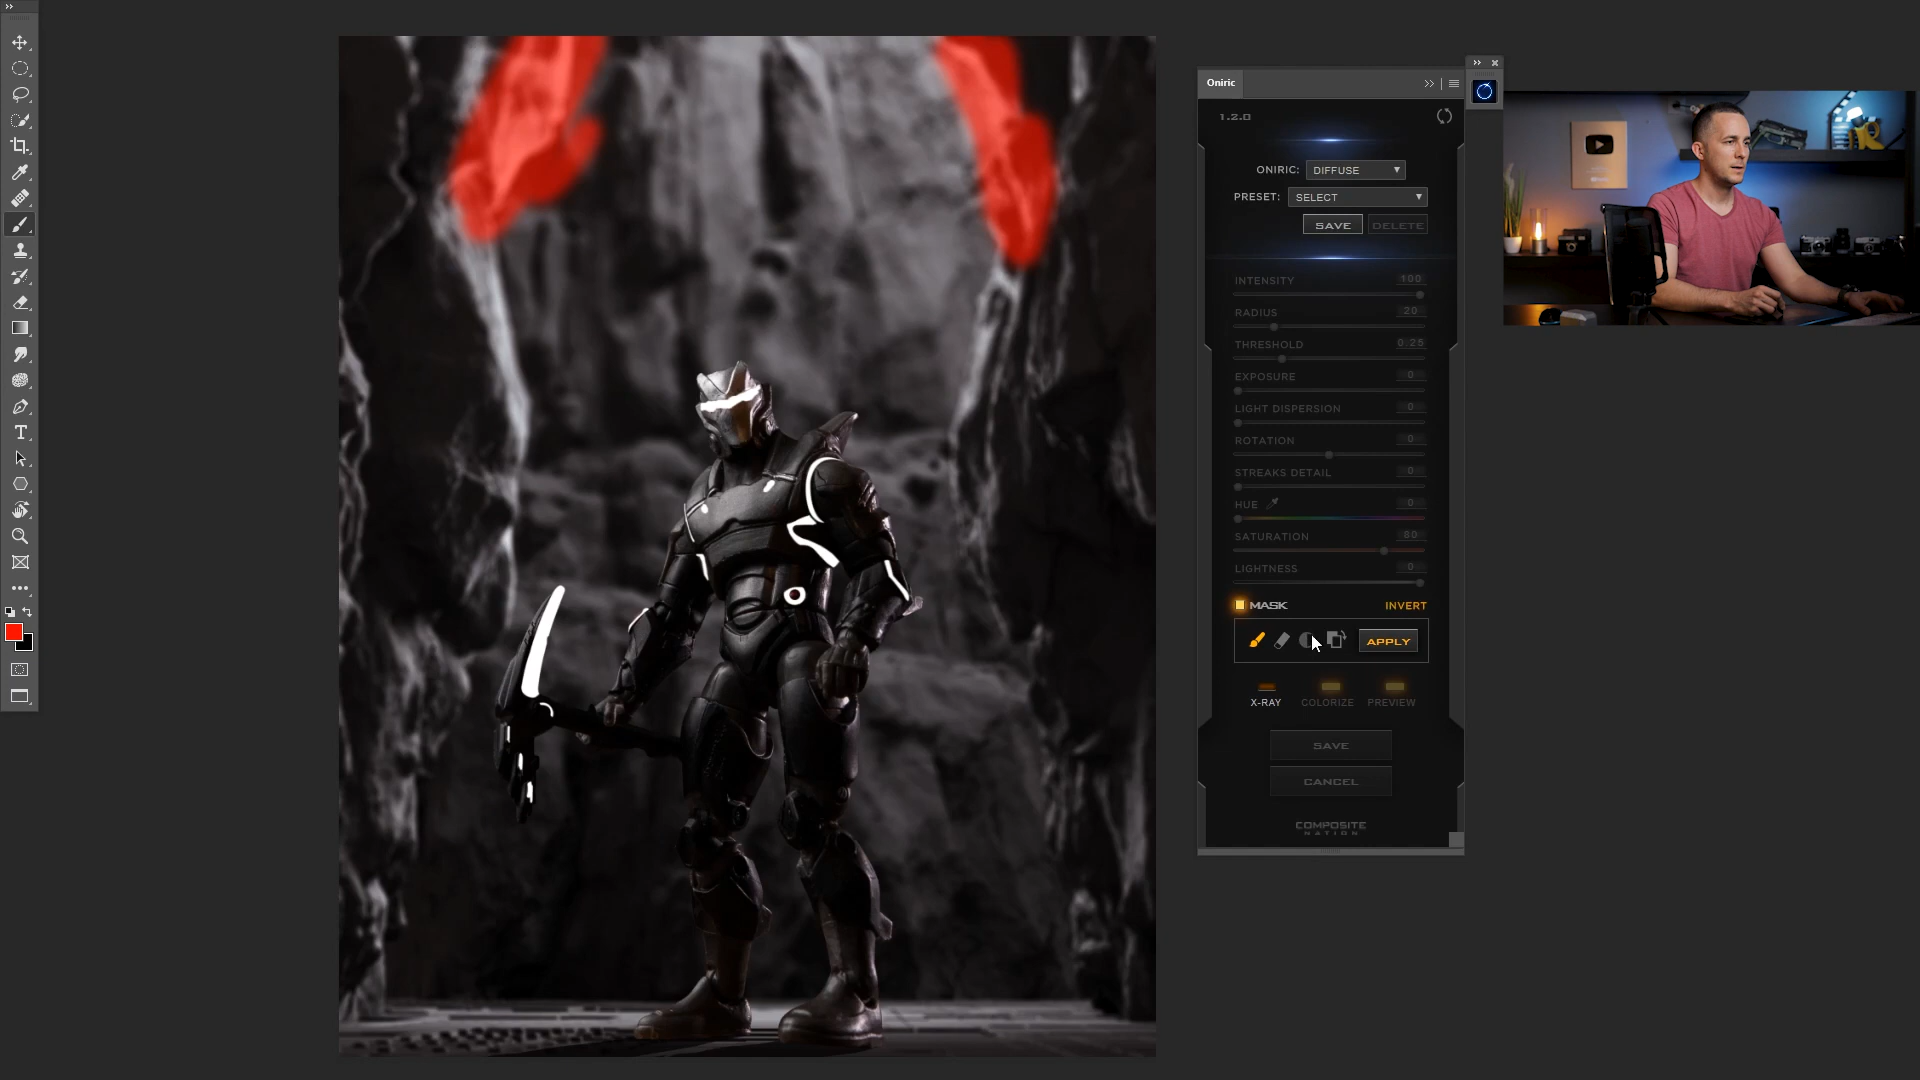 Oniric
1.2.0
ONIRIC: DIFFUSE
PRESET: SELECT
SAVE DELETE
INTENSITY 100
RADIUS 20
THRESHOLD 0.25
EXPOSURE 0
LIGHT DISPERSION 0
ROTATION 0
STREAKS DETAIL 0
HUE 0
SATURATION 80
LIGHTNESS 0
MASK INVERT
APPLY
X-RAY COLORIZE PREVIEW
SAVE
CANCEL
COMPOSITE
NATION